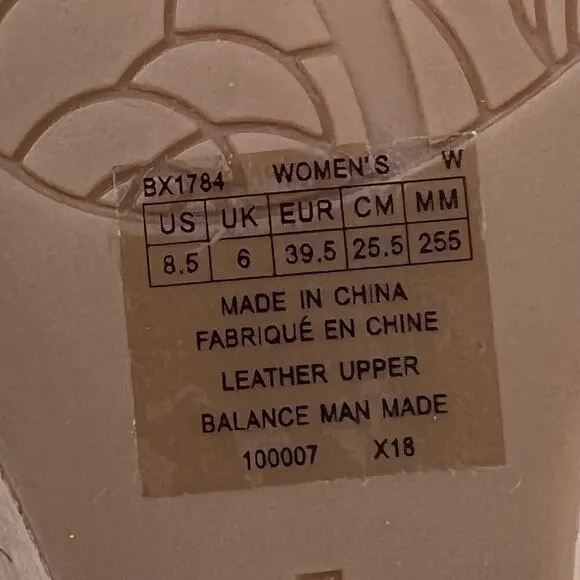 BX1784 WOMEN'S W
US UK EUR CM MM
8.5 6 39.5 25.5 255
MADE IN CHINA
FABRIQUÉ EN CHINE
LEATHER UPPER
BALANCE MAN MADE
100007 X18